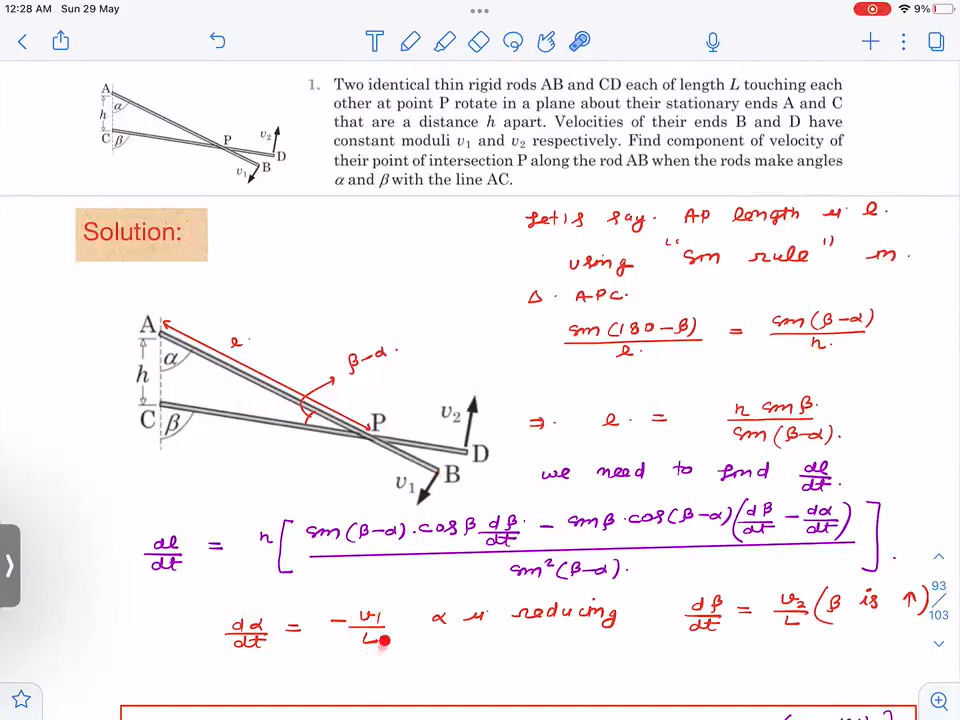 12:28 AM Sun 29 May
9%
A
α
h
C
β
P
v₂
D
B
v₁
1. Two identical thin rigid rods AB and CD each of length L touching each
other at point P rotate in a plane about their stationary ends A and C
that are a distance h apart. Velocities of their ends B and D have
constant moduli v₁ and v₂ respectively. Find component of velocity of
their point of intersection P along the rod AB when the rods make angles
α and β with the line AC.
Solution:
Let's say. AP length is l.
using "sin rule" in.
Δ. APC.
sin(180-β)/l. = sin(β-α)/h.
A
l.
β-α.
α
h
C
β
P
v₂
D
B
v₁
⇒. l. = h sinβ./sin(β-α).
we need to find dl/dt.
dl/dt = h[ (sin(β-α).cosβ dβ/dt - sinβ.cos(β-α)(dβ/dt - dα/dt))/sin²(β-α). ].
dα/dt = -v₁/L α is reducing dβ/dt = v₂/L (β is ↑)
93
/
103